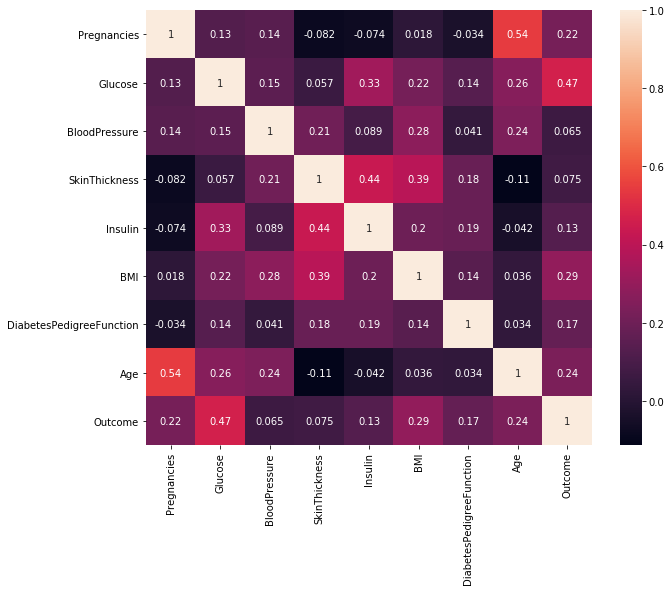 Pregnancies 1 0.13 0.14 -0.082 -0.074 0.018 -0.034 0.54 0.22
Glucose 0.13 1 0.15 0.057 0.33 0.22 0.14 0.26 0.47
BloodPressure 0.14 0.15 1 0.21 0.089 0.28 0.041 0.24 0.065
SkinThickness -0.082 0.057 0.21 1 0.44 0.39 0.18 -0.11 0.075
Insulin -0.074 0.33 0.089 0.44 1 0.2 0.19 -0.042 0.13
BMI 0.018 0.22 0.28 0.39 0.2 1 0.14 0.036 0.29
DiabetesPedigreeFunction -0.034 0.14 0.041 0.18 0.19 0.14 1 0.034 0.17
Age 0.54 0.26 0.24 -0.11 -0.042 0.036 0.034 1 0.24
Outcome 0.22 0.47 0.065 0.075 0.13 0.29 0.17 0.24 1
Pregnancies
Glucose
BloodPressure
SkinThickness
Insulin
BMI
DiabetesPedigreeFunction
Age
Outcome
1.0
0.8
0.6
0.4
0.2
0.0